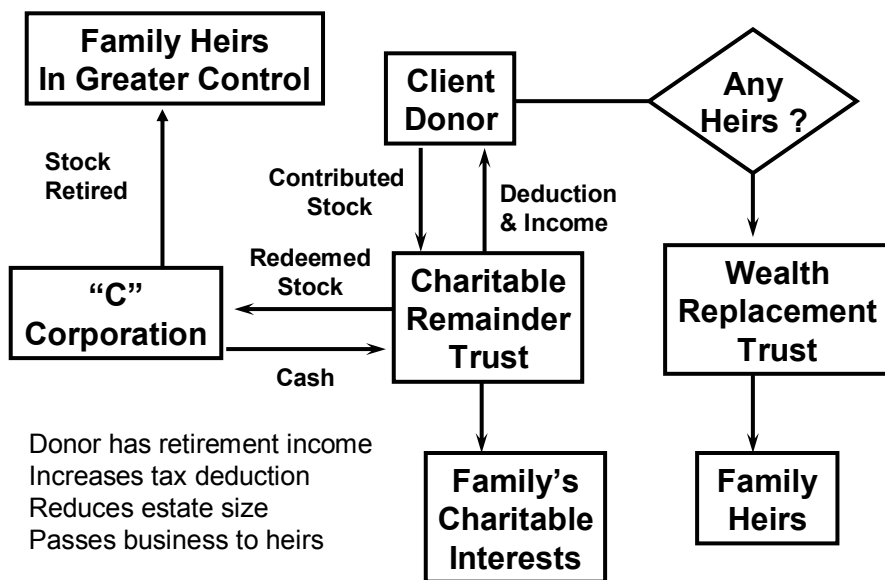 Family Heirs
In Greater Control
Client
Donor
Any
Heirs ?
Stock
Retired
Contributed
Stock
Deduction
& Income
“C”
Corporation
Redeemed
Stock
Cash
Charitable
Remainder
Trust
Wealth
Replacement
Trust
Donor has retirement income
Increases tax deduction
Reduces estate size
Passes business to heirs
Family’s
Charitable
Interests
Family
Heirs